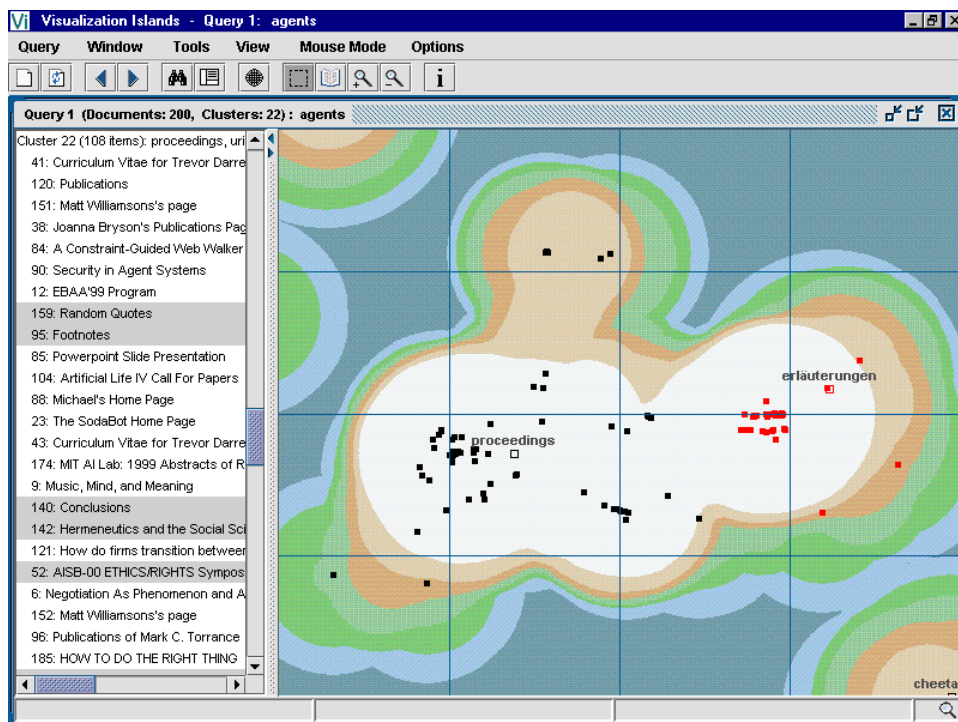 Vi Visualization Islands - Query 1: agents
Query Window Tools View Mouse Mode Options
i
Query 1 (Documents: 200, Clusters: 22) : agents
Cluster 22 (108 items): proceedings, uri
41: Curriculum Vitae for Trevor Darre
120: Publications
151: Matt Williamsons's page
38: Joanna Bryson's Publications Pag
84: A Constraint-Guided Web Walker
90: Security in Agent Systems
12: EBAA'99 Program
159: Random Quotes
95: Footnotes
85: Powerpoint Slide Presentation
104: Artificial Life IV Call For Papers
88: Michael's Home Page
23: The SodaBot Home Page
43: Curriculum Vitae for Trevor Darre
174: MIT AI Lab: 1999 Abstracts of R
9: Music, Mind, and Meaning
140: Conclusions
142: Hermeneutics and the Social Sci
121: How do firms transition between
52: AISB-00 ETHICS/RIGHTS Sympos
6: Negotiation As Phenomenon and A
152: Matt Williamsons's page
96: Publications of Mark C. Torrance
185: HOW TO DO THE RIGHT THING
erläuterungen
proceedings
cheeta